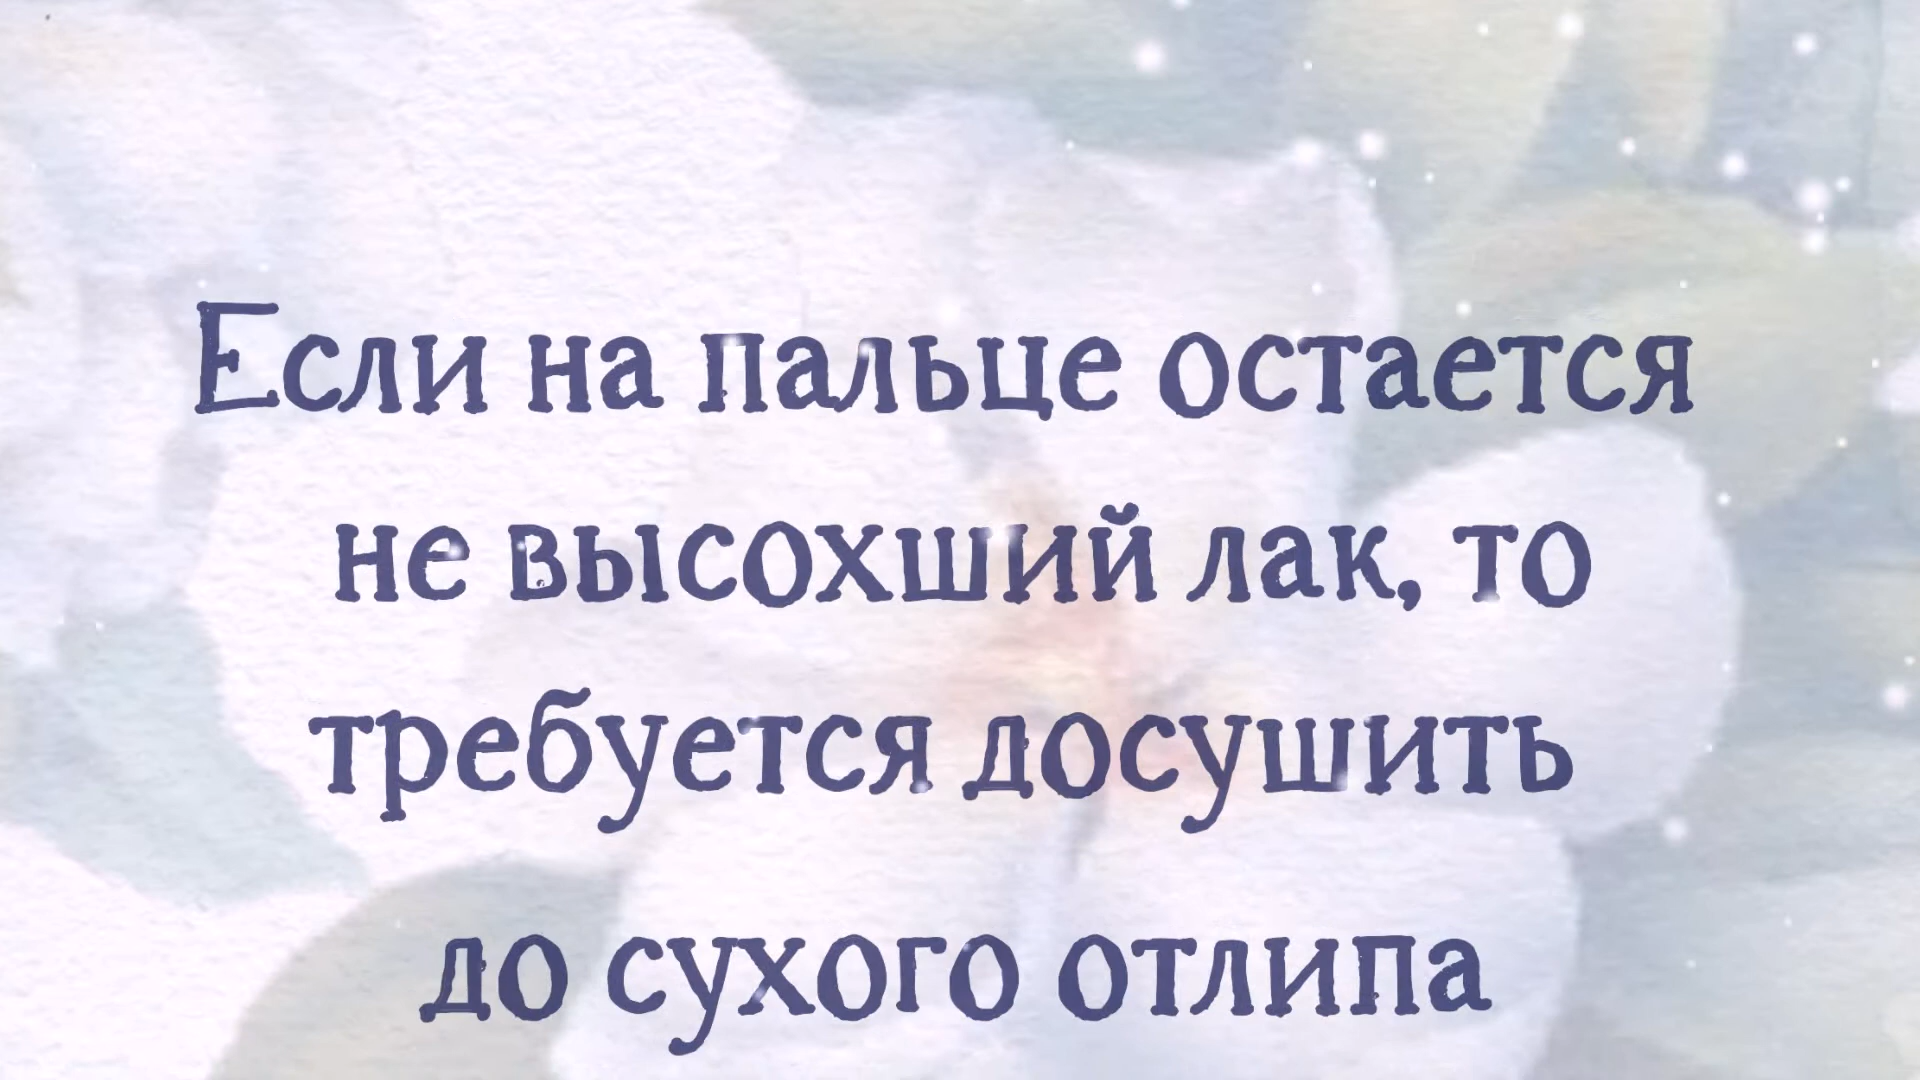 Если на пальце остается
не высохший лак, то
требуется досушить
до сухого отлипа